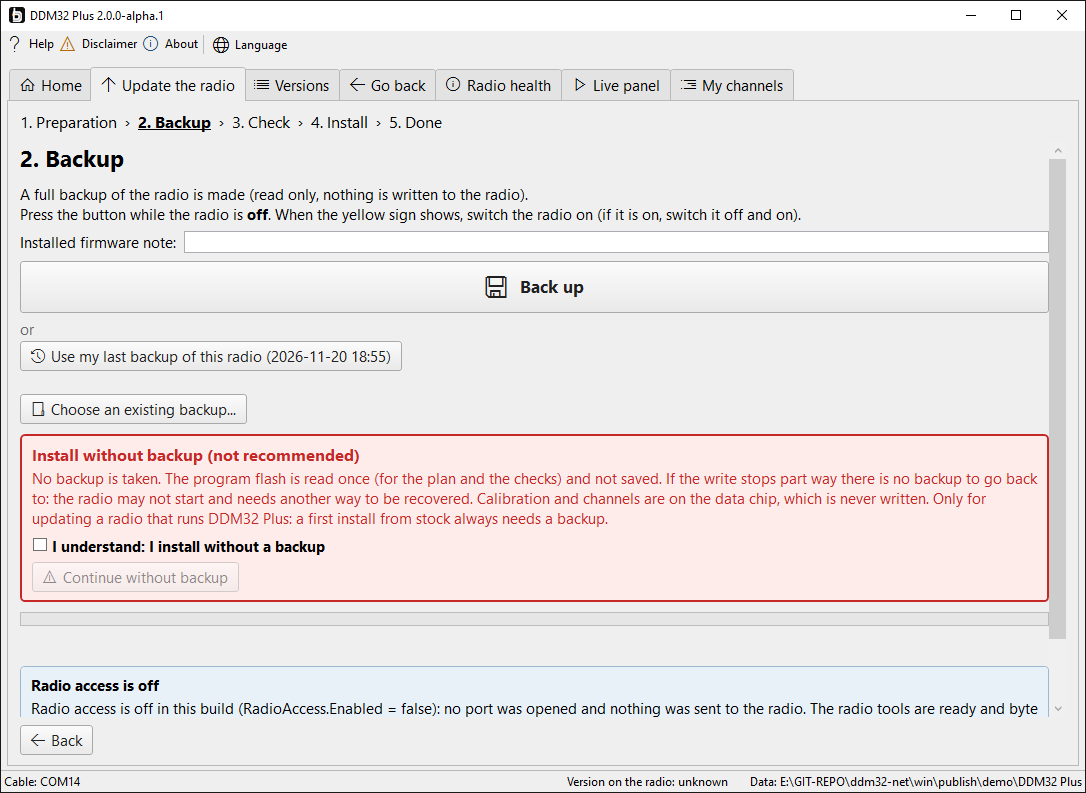 DDM32 Plus 2.0.0-alpha.1
? Help Disclaimer About Language
Home Update the radio Versions Go back Radio health Live panel My channels
1. Preparation › 2. Backup › 3. Check › 4. Install › 5. Done
2. Backup
A full backup of the radio is made (read only, nothing is written to the radio).
Press the button while the radio is off. When the yellow sign shows, switch the radio on (if it is on, switch it off and on).
Installed firmware note:
Back up
or
Use my last backup of this radio (2026-11-20 18:55)
Choose an existing backup...
Install without backup (not recommended)
No backup is taken. The program flash is read once (for the plan and the checks) and not saved. If the write stops part way there is no backup to go back
to: the radio may not start and needs another way to be recovered. Calibration and channels are on the data chip, which is never written. Only for
updating a radio that runs DDM32 Plus: a first install from stock always needs a backup.
I understand: I install without a backup
Continue without backup
Radio access is off
Radio access is off in this build (RadioAccess.Enabled = false): no port was opened and nothing was sent to the radio. The radio tools are ready and byte
Back
Cable: COM14 Version on the radio: unknown Data: E:\GIT-REPO\ddm32-net\win\publish\demo\DDM32 Plus